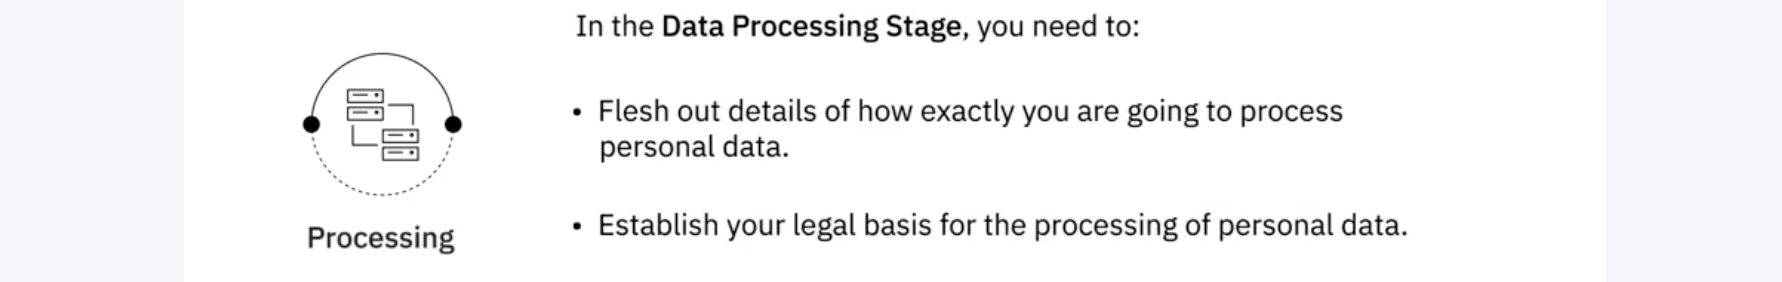 In the Data Processing Stage, you need to:
• Flesh out details of how exactly you are going to process
personal data.
• Establish your legal basis for the processing of personal data.
Processing